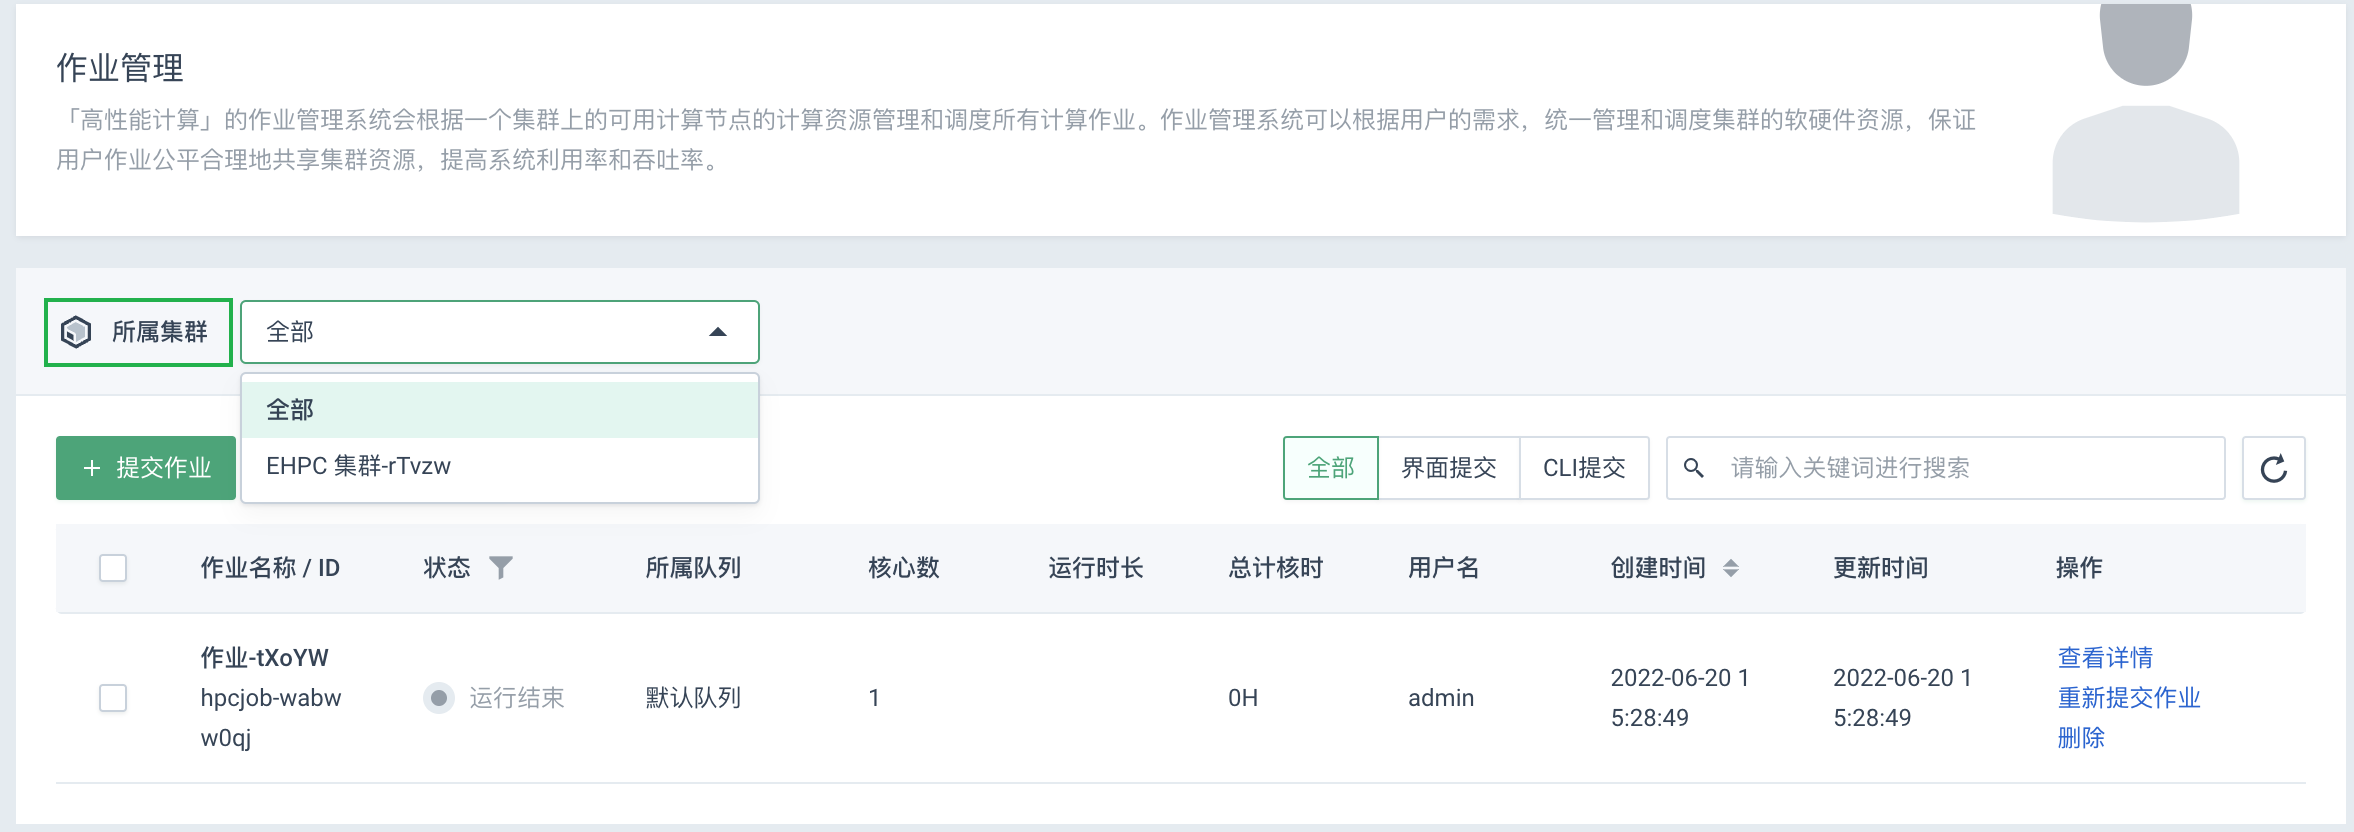 作业管理
「高性能计算」的作业管理系统会根据一个集群上的可用计算节点的计算资源管理和调度所有计算作业。作业管理系统可以根据用户的需求，统一管理和调度集群的软硬件资源，保证
用户作业公平合理地共享集群资源，提高系统利用率和吞吐率。
所属集群 全部
全部
EHPC 集群-rTvzw
+ 提交作业 全部 界面提交 CLI提交 请输入关键词进行搜索
作业名称 / ID 状态 所属队列 核心数 运行时长 总计核时 用户名 创建时间 更新时间 操作
作业-tXoYW
hpcjob-wabw
w0qj
运行结束
默认队列
1
0H
admin
2022-06-20 1
5:28:49
2022-06-20 1
5:28:49
查看详情
重新提交作业
删除